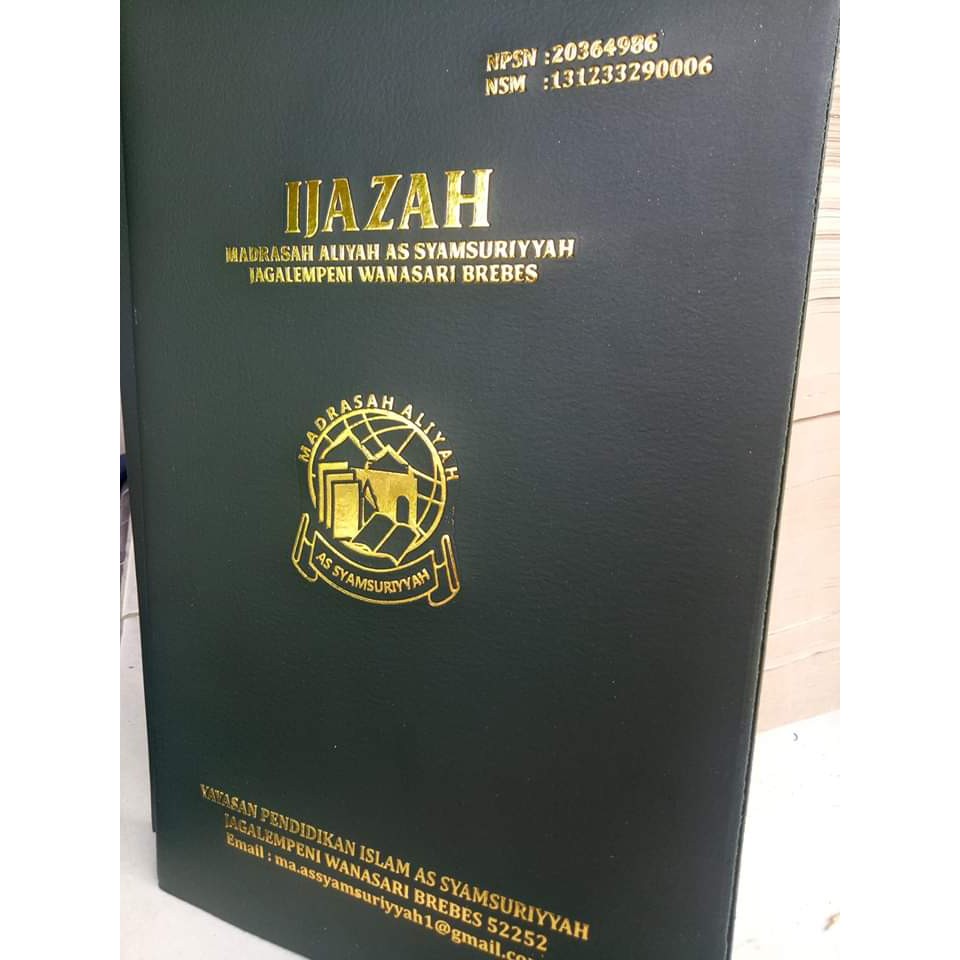 NPSN :20364986
NSM :131233290006
IJAZAH
MADRASAH ALIYAH AS SYAMSURIYYAH
JAGALEMPENI WANASARI BREBES
MADRASAH ALIYAH
AS SYAMSURIYYAH
YAYASAN PENDIDIKAN ISLAM AS SYAMSURIYYAH
JAGALEMPENI WANASARI BREBES 52252
Email : ma.assyamsuriyyah1@gmail.com